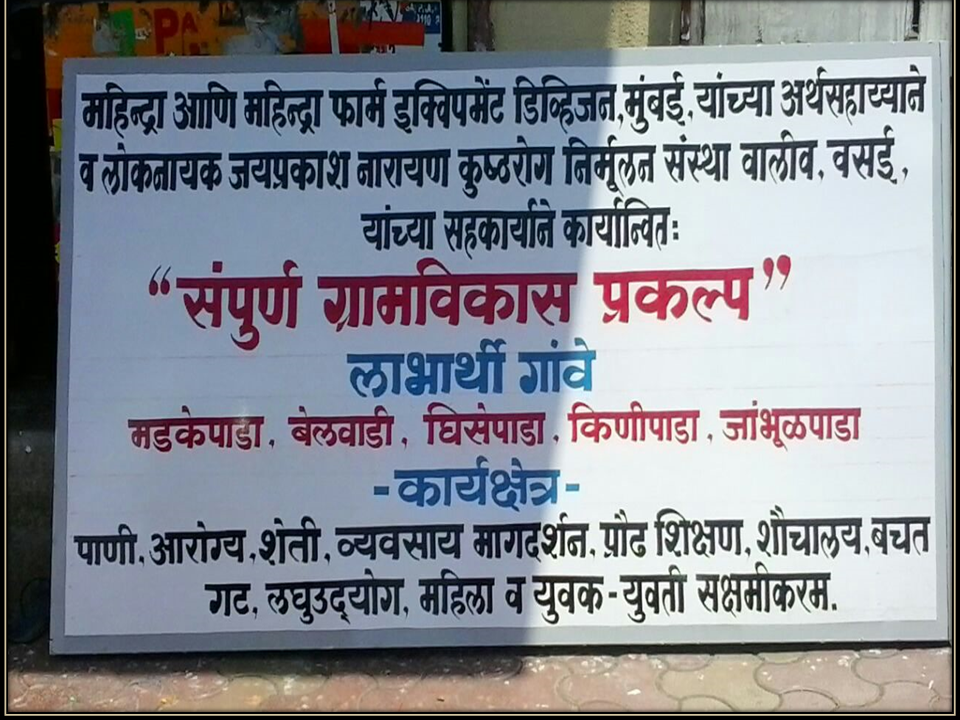 PA
महिन्द्रा आणि महिन्द्रा फार्म इक्विपमेंट डिव्हिजन,मुंबई, यांच्या अर्थसहाय्याने
व लोकनायक जयप्रकाश नारायण कुष्ठरोग निर्मूलन संस्था वालीव, वसई,
यांच्या सहकार्याने कार्यान्वितः
“संपुर्ण ग्रामविकास प्रकल्प”
लाभार्थी गांवे
मडकेपाडा, बेलवाडी, घिसेपाडा, किणीपाडा, जांभूळपाडा
-कार्यक्षेत्र-
पाणी, आरोग्य, शेती, व्यवसाय मागदर्शन, प्रौढ शिक्षण, शौचालय, बचत
गट, लघुउद्योग, महिला व युवक-युवती सक्षमीकरम.